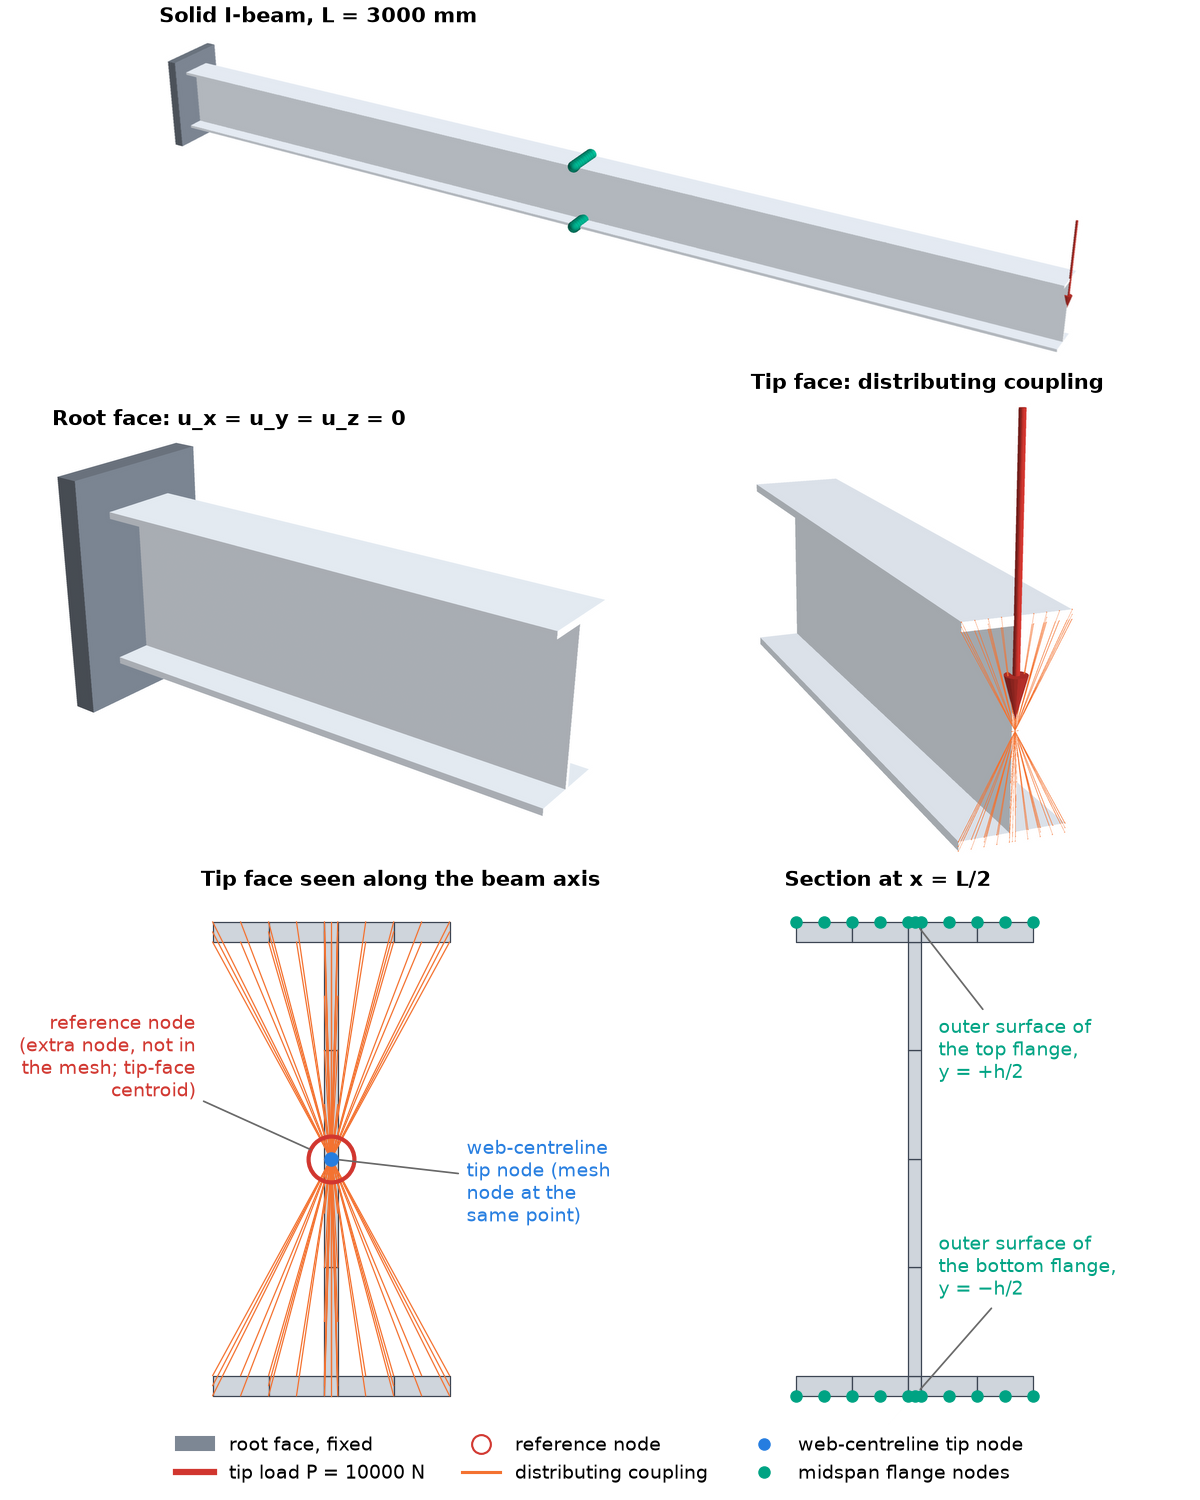 Solid I-beam, L = 3000 mm
Tip face: distributing coupling
Root face: u_x = u_y = u_z = 0
Tip face seen along the beam axis
Section at x = L/2
reference node
(extra node, not in
the mesh; tip-face
centroid)
web-centreline
tip node (mesh
node at the
same point)
outer surface of
the top flange,
y = +h/2
outer surface of
the bottom flange,
y = −h/2
root face, fixed
reference node
web-centreline tip node
tip load P = 10000 N
distributing coupling
midspan flange nodes